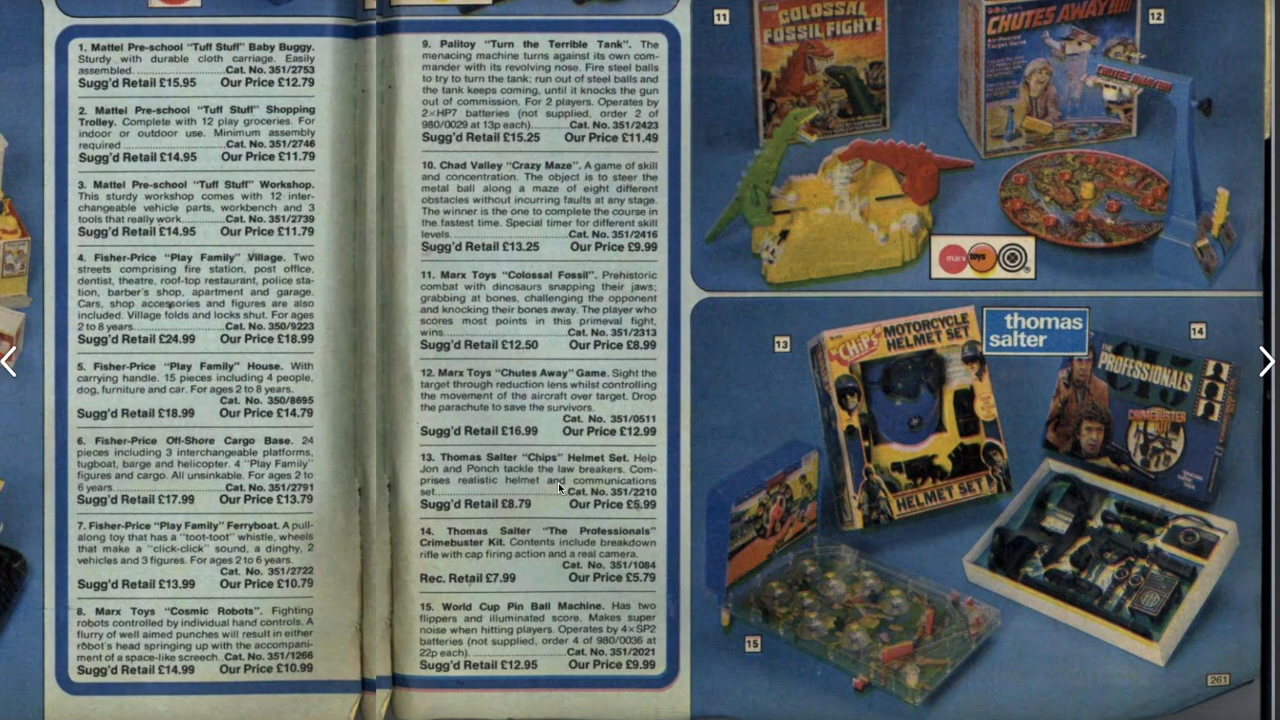 1. Mattel Pre-school "Tuff Stuff" Baby Buggy.
Sturdy with durable cloth carriage. Easily
assembled..............................Cat. No. 351/2753
Sugg'd Retail £15.95 Our Price £12.79
2. Mattel Pre-school "Tuff Stuff" Shopping
Trolley. Complete with 12 play groceries. For
indoor or outdoor use. Minimum assembly
required..............................Cat. No. 351/2746
Sugg'd Retail £14.95 Our Price £11.79
3. Mattel Pre-school "Tuff Stuff" Workshop.
This sturdy workshop comes with 12 inter-
changeable vehicle parts, workbench and 3
tools that really work...........Cat. No. 351/2739
Sugg'd Retail £14.95 Our Price £11.79
4. Fisher-Price "Play Family" Village. Two
streets comprising fire station, post office,
dentist, theatre, roof-top restaurant, police sta-
tion, barber's shop, apartment and garage.
Cars, shop accessories and figures are also
included. Village folds and locks shut. For ages
2 to 8 years.........................Cat. No. 350/9223
Sugg'd Retail £24.99 Our Price £18.99
5. Fisher-Price "Play Family" House. With
carrying handle. 15 pieces including 4 people,
dog, furniture and car. For ages 2 to 8 years.
Cat. No. 350/8695
Sugg'd Retail £18.99 Our Price £14.79
6. Fisher-Price Off-Shore Cargo Base. 24
pieces including 3 interchangeable platforms,
tugboat, barge and helicopter. 4 "Play Family"
figures and cargo. All unsinkable. For ages 2 to
6 years................................Cat. No. 351/2791
Sugg'd Retail £17.99 Our Price £13.79
7. Fisher-Price "Play Family" Ferryboat. A pull-
along toy that has a "toot-toot" whistle, wheels
that make a "click-click" sound, a dinghy, 2
vehicles and 3 figures. For ages 2 to 6 years.
Cat. No. 351/2722
Sugg'd Retail £13.99 Our Price £10.79
8. Marx Toys "Cosmic Robots". Fighting
robots controlled by individual hand controls. A
flurry of well aimed punches will result in either
robot's head springing up with the accompani-
ment of a space-like screech..Cat. No. 351/1266
Sugg'd Retail £14.99 Our Price £10.99
9. Palitoy "Turn the Terrible Tank". The
menacing machine turns against its own com-
mander with its revolving nose. Fire steel balls
to try to turn the tank; run out of steel balls and
the tank keeps coming, until it knocks the gun
out of commission. For 2 players. Operates by
2×HP7 batteries (not supplied, order 2 of
980/0029 at 13p each)............Cat. No. 351/2423
Sugg'd Retail £15.25 Our Price £11.49
10. Chad Valley "Crazy Maze". A game of skill
and concentration. The object is to steer the
metal ball along a maze of eight different
obstacles without incurring faults at any stage.
The winner is the one to complete the course in
the fastest time. Special timer for different skill
levels..................................Cat. No. 351/2416
Sugg'd Retail £13.25 Our Price £9.99
11. Marx Toys "Colossal Fossil". Prehistoric
combat with dinosaurs snapping their jaws;
grabbing at bones, challenging the opponent
and knocking their bones away. The player who
scores most points in this primeval fight,
wins....................................Cat. No. 351/2313
Sugg'd Retail £12.50 Our Price £8.99
12. Marx Toys "Chutes Away" Game. Sight the
target through reduction lens whilst controlling
the movement of the aircraft over target. Drop
the parachute to save the survivors.
Cat. No. 351/0511
Sugg'd Retail £16.99 Our Price £12.99
13. Thomas Salter "Chips" Helmet Set. Help
Jon and Ponch tackle the law breakers. Com-
prises realistic helmet and communications
set......................................Cat. No. 351/2210
Sugg'd Retail £8.79 Our Price £5.99
14. Thomas Salter "The Professionals"
Crimebuster Kit. Contents include breakdown
rifle with cap firing action and a real camera.
Cat. No. 351/1084
Rec. Retail £7.99 Our Price £5.79
15. World Cup Pin Ball Machine. Has two
flippers and illuminated score. Makes super
noise when hitting players. Operates by 4×SP2
batteries (not supplied, order 4 of 980/0036 at
22p each)............................Cat. No. 351/2021
Sugg'd Retail £12.95 Our Price £9.99
11
COLOSSAL
FOSSIL FIGHT!
CHUTES AWAY!!!
12
CHUTES AWAY!!!
marx toys
13
CHiPs
MOTORCYCLE
HELMET SET
HELMET SET
thomas
salter
14
THE
PROFESSIONALS
CI5
CRIMEBUSTER
KIT
15
261